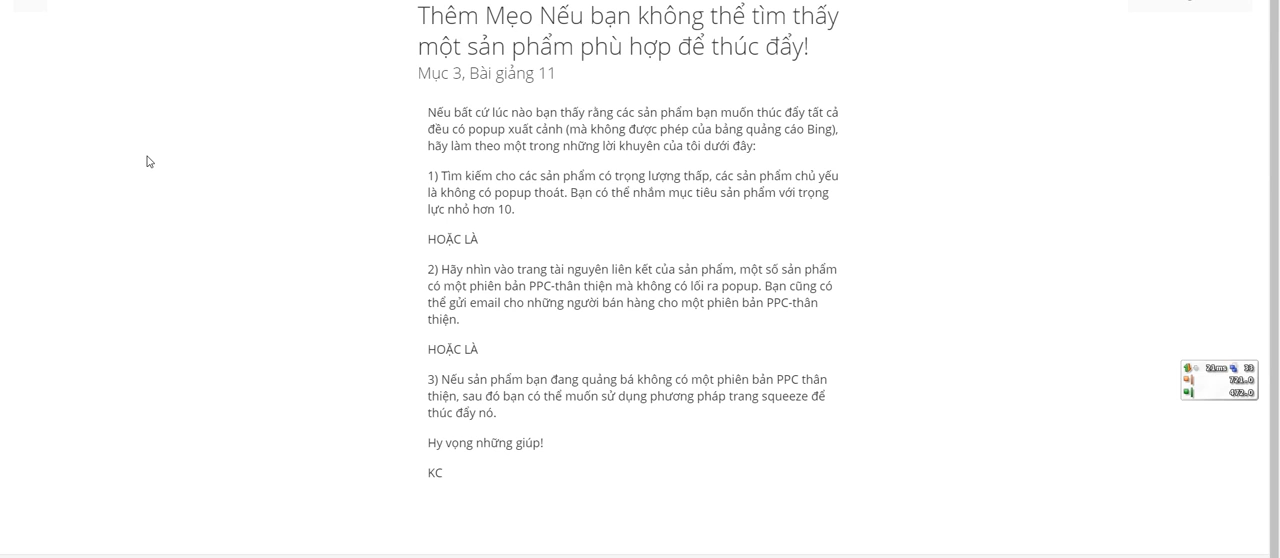 Thêm Mẹo Nếu bạn không thể tìm thấy
một sản phẩm phù hợp để thúc đẩy!
Mục 3, Bài giảng 11
Nếu bất cứ lúc nào bạn thấy rằng các sản phẩm bạn muốn thúc đẩy tất cả
đều có popup xuất cảnh (mà không được phép của bảng quảng cáo Bing),
hãy làm theo một trong những lời khuyên của tôi dưới đây:
1) Tìm kiếm cho các sản phẩm có trọng lượng thấp, các sản phẩm chủ yếu
là không có popup thoát. Bạn có thể nhắm mục tiêu sản phẩm với trọng
lực nhỏ hơn 10.
HOẶC LÀ
2) Hãy nhìn vào trang tài nguyên liên kết của sản phẩm, một số sản phẩm
có một phiên bản PPC-thân thiện mà không có lối ra popup. Bạn cũng có
thể gửi email cho những người bán hàng cho một phiên bản PPC-thân
thiện.
HOẶC LÀ
3) Nếu sản phẩm bạn đang quảng bá không có một phiên bản PPC thân
thiện, sau đó bạn có thể muốn sử dụng phương pháp trang squeeze để
thúc đẩy nó.
Hy vọng những giúp!
KC
21ms 33
721.0
472.0